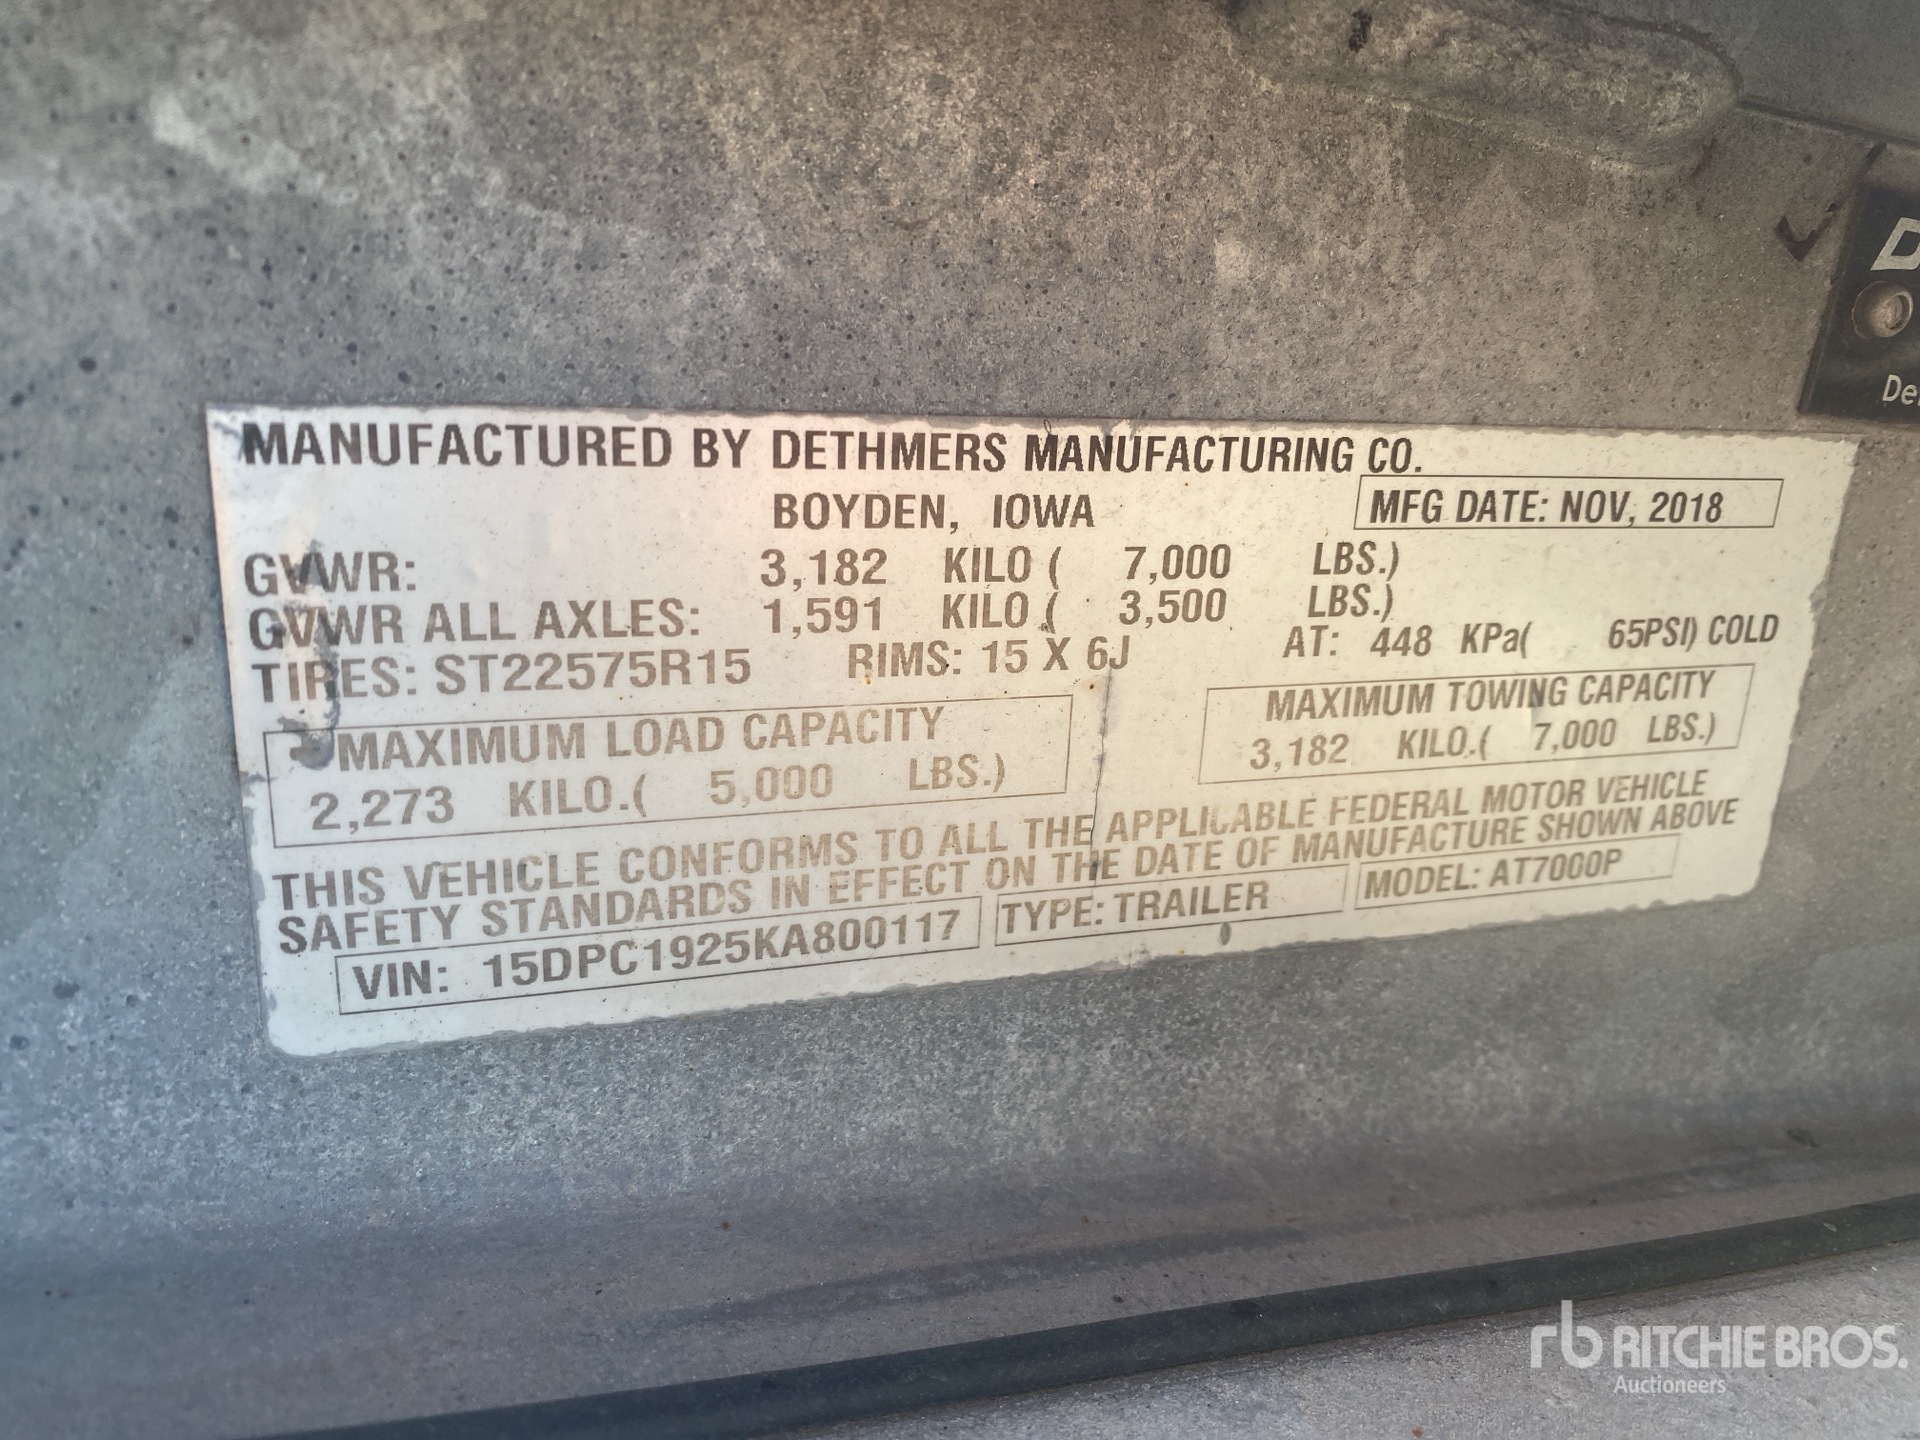 MANUFACTURED BY DETHMERS MANUFACTURING CO.
BOYDEN, IOWA
MFG DATE: NOV, 2018
GVWR: 3,182 KILO ( 7,000 LBS.)
GVWR ALL AXLES: 1,591 KILO ( 3,500 LBS.)
TIRES: ST22575R15 RIMS: 15 X 6J AT: 448 KPa( 65PSI) COLD
MAXIMUM LOAD CAPACITY
2,273 KILO.( 5,000 LBS.)
MAXIMUM TOWING CAPACITY
3,182 KILO.( 7,000 LBS.)
THIS VEHICLE CONFORMS TO ALL THE APPLICABLE FEDERAL MOTOR VEHICLE
SAFETY STANDARDS IN EFFECT ON THE DATE OF MANUFACTURE SHOWN ABOVE
VIN: 15DPC1925KA800117 TYPE: TRAILER MODEL: AT7000P
rb RITCHIE BROS.
Auctioneers